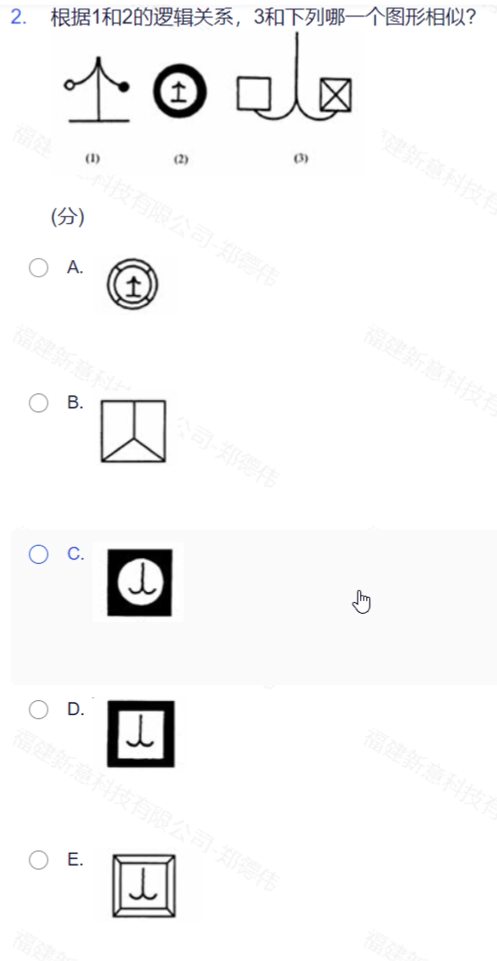 2. 根据1和2的逻辑关系，3和下列哪一个图形相似?
(1) (2) (3)
(分)
A.
B.
C.
D.
E.
福建新意科技有限公司-郑德伟